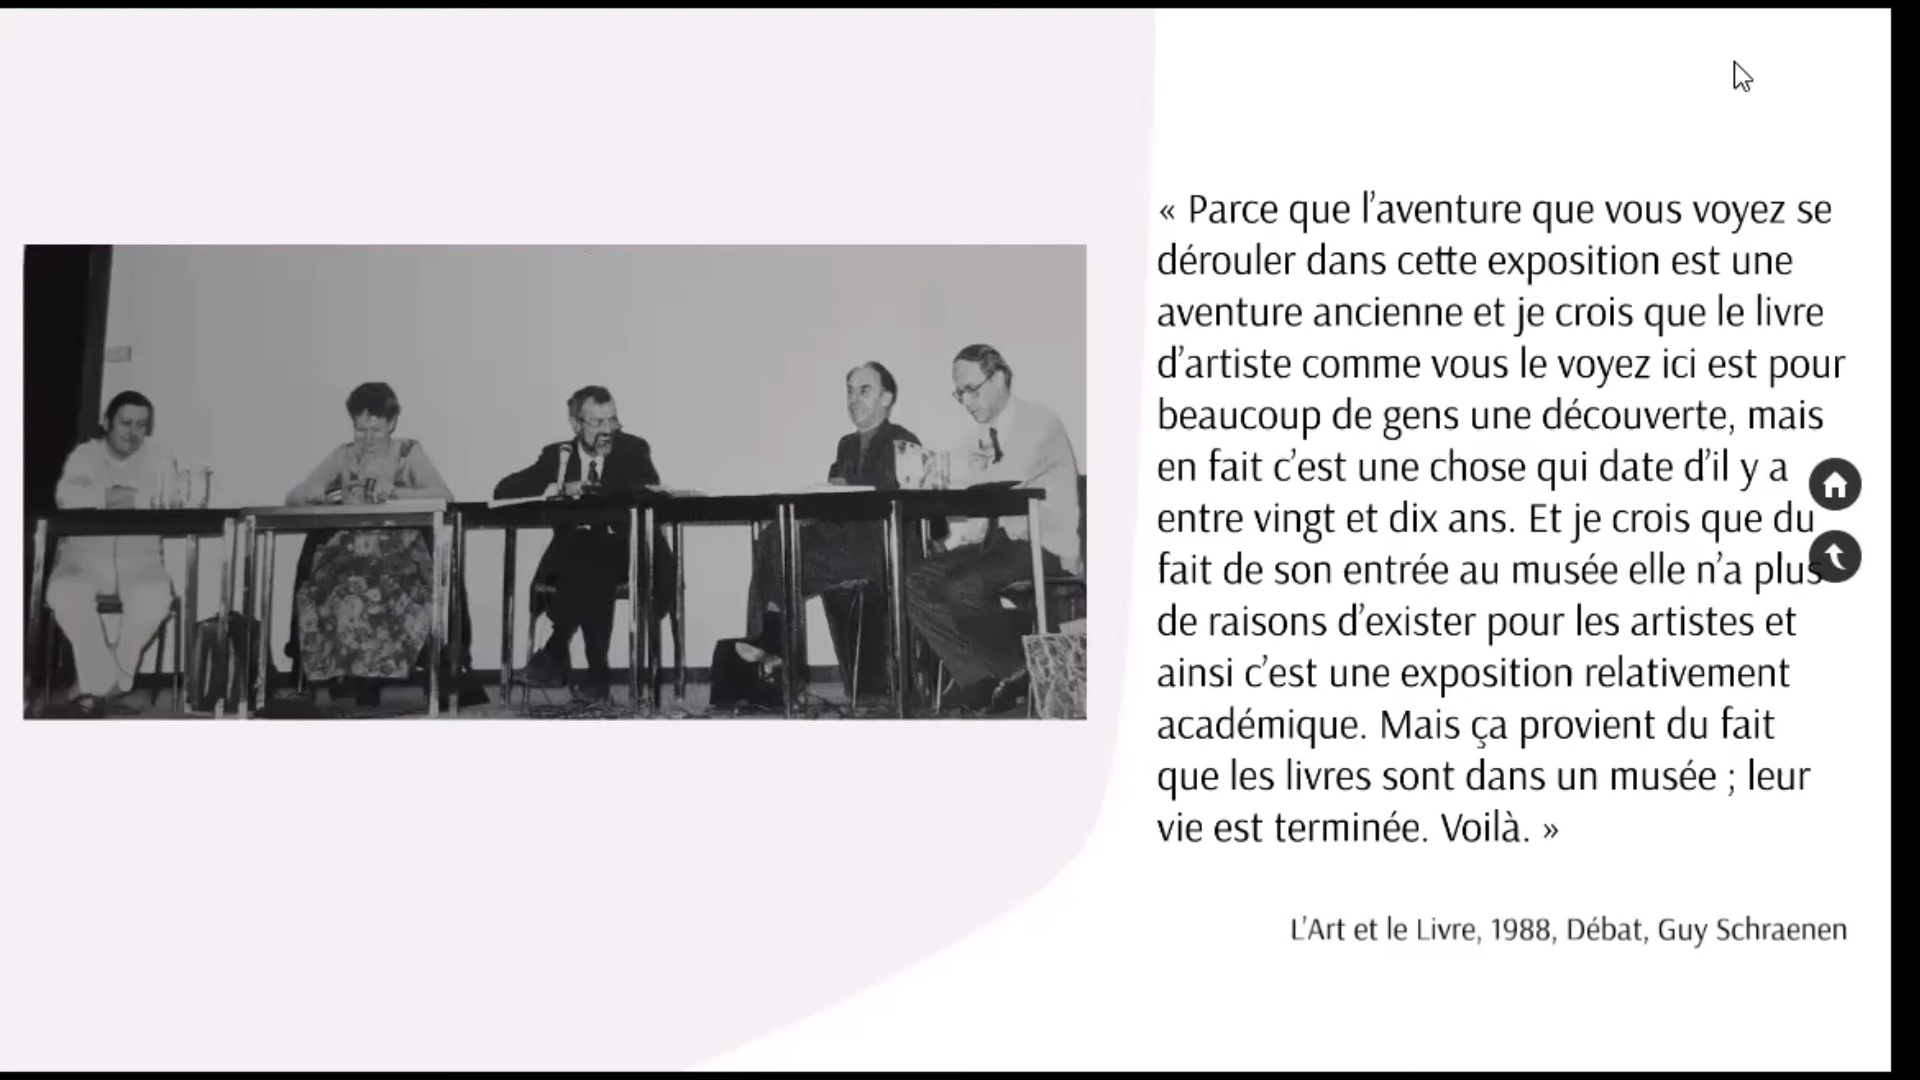 « Parce que l’aventure que vous voyez se
dérouler dans cette exposition est une
aventure ancienne et je crois que le livre
d’artiste comme vous le voyez ici est pour
beaucoup de gens une découverte, mais
en fait c’est une chose qui date d’il y a
entre vingt et dix ans. Et je crois que du
fait de son entrée au musée elle n’a plus
de raisons d’exister pour les artistes et
ainsi c’est une exposition relativement
académique. Mais ça provient du fait
que les livres sont dans un musée ; leur
vie est terminée. Voilà. »
L’Art et le Livre, 1988, Débat, Guy Schraenen